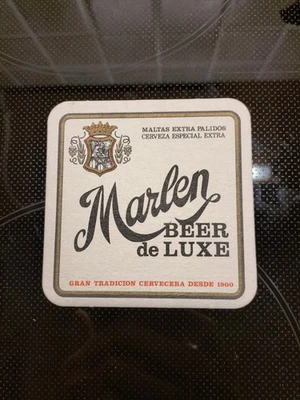 MALTAS EXTRA PALIDOS
CERVEZA ESPECIAL EXTRA
Marlen
BEER
de LUXE
GRAN TRADICION CERVECERA DESDE 1900